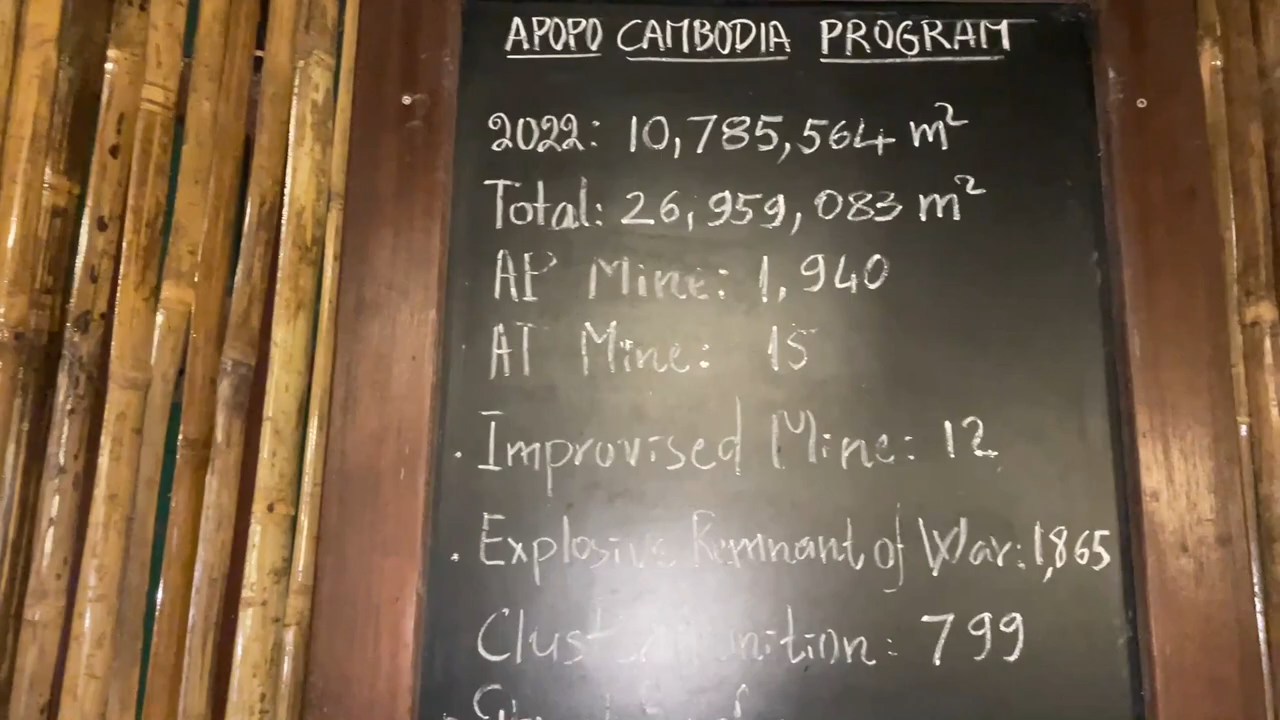 APOPO CAMBODIA PROGRAM
2022: 10,785,564 m²
Total: 26,959,083 m²
AP Mine: 1,940
AT Mine: 15
. Improvised Mine: 12
. Explosive Remnant of War: 1,865
: 799